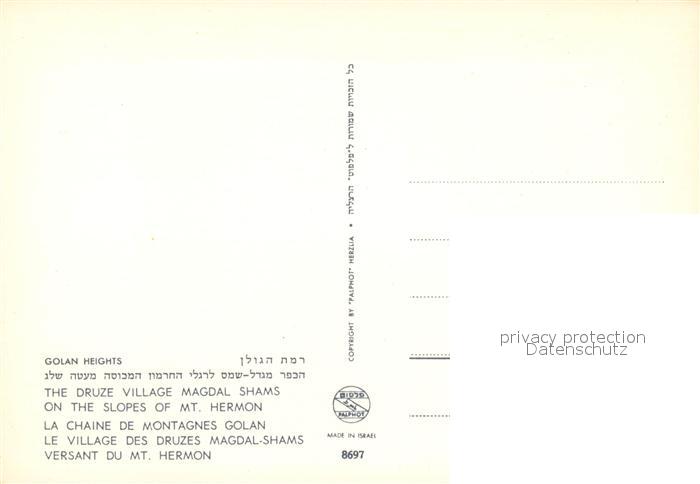 GOLAN HEIGHTS רמת הגולן
הכפר מגדל-שמס לרגלי החרמון המכוסה מעטה שלג
THE DRUZE VILLAGE MAGDAL SHAMS
ON THE SLOPES OF MT. HERMON
LA CHAINE DE MONTAGNES GOLAN
LE VILLAGE DES DRUZES MAGDAL-SHAMS
VERSANT DU MT. HERMON
כל הזכויות שמורות ל"פלפוט" הרצליה • COPYRIGHT BY "PALPHOT" HERZLIA
PALPHOT
MADE IN ISRAEL
8697
privacy protection
Datenschutz